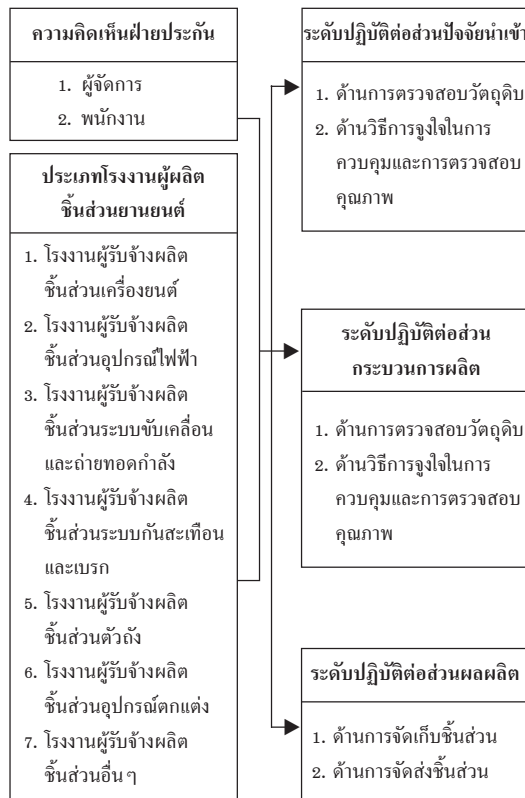 ความคิดเห็นฝ่ายประกัน
1. ผู้จัดการ
2. พนักงาน
ประเภทโรงงานผู้ผลิต
ชิ้นส่วนยานยนต์
1. โรงงานผู้รับจ้างผลิต
ชิ้นส่วนเครื่องยนต์
2. โรงงานผู้รับจ้างผลิต
ชิ้นส่วนอุปกรณ์ไฟฟ้า
3. โรงงานผู้รับจ้างผลิต
ชิ้นส่วนระบบขับเคลื่อน
และถ่ายทอดกำลัง
4. โรงงานผู้รับจ้างผลิต
ชิ้นส่วนระบบกันสะเทือน
และเบรก
5. โรงงานผู้รับจ้างผลิต
ชิ้นส่วนตัวถัง
6. โรงงานผู้รับจ้างผลิต
ชิ้นส่วนอุปกรณ์ตกแต่ง
7. โรงงานผู้รับจ้างผลิต
ชิ้นส่วนอื่นๆ
ระดับปฏิบัติต่อส่วนปัจจัยนำเข้า
1. ด้านการตรวจสอบวัตถุดิบ
2. ด้านวิธีการจูงใจในการ
ควบคุมและการตรวจสอบ
คุณภาพ
ระดับปฏิบัติต่อส่วน
กระบวนการผลิต
1. ด้านการตรวจสอบวัตถุดิบ
2. ด้านวิธีการจูงใจในการ
ควบคุมและการตรวจสอบ
คุณภาพ
ระดับปฏิบัติต่อส่วนผลผลิต
1. ด้านการจัดเก็บชิ้นส่วน
2. ด้านการจัดส่งชิ้นส่วน